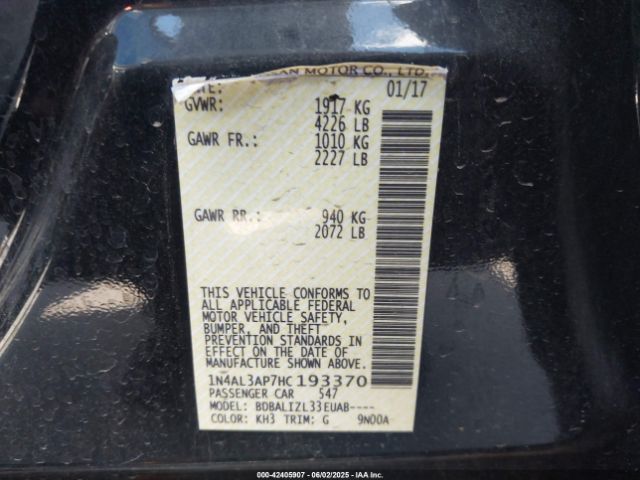 MOTOR CO., LTD.
01/17
GVWR: 1917 KG
4226 LB
GAWR FR.: 1010 KG
2227 LB
GAWR RR.: 940 KG
2072 LB
THIS VEHICLE CONFORMS TO
ALL APPLICABLE FEDERAL
MOTOR VEHICLE SAFETY,
BUMPER, AND THEFT
PREVENTION STANDARDS IN
EFFECT ON THE DATE OF
MANUFACTURE SHOWN ABOVE.
1N4AL3AP7HC193370
PASSENGER CAR 547
MODEL: BDBALIZL33EUAB----
COLOR: KH3 TRIM: G 9N00A
000-42405907 - 06/02/2025 - IAA Inc.